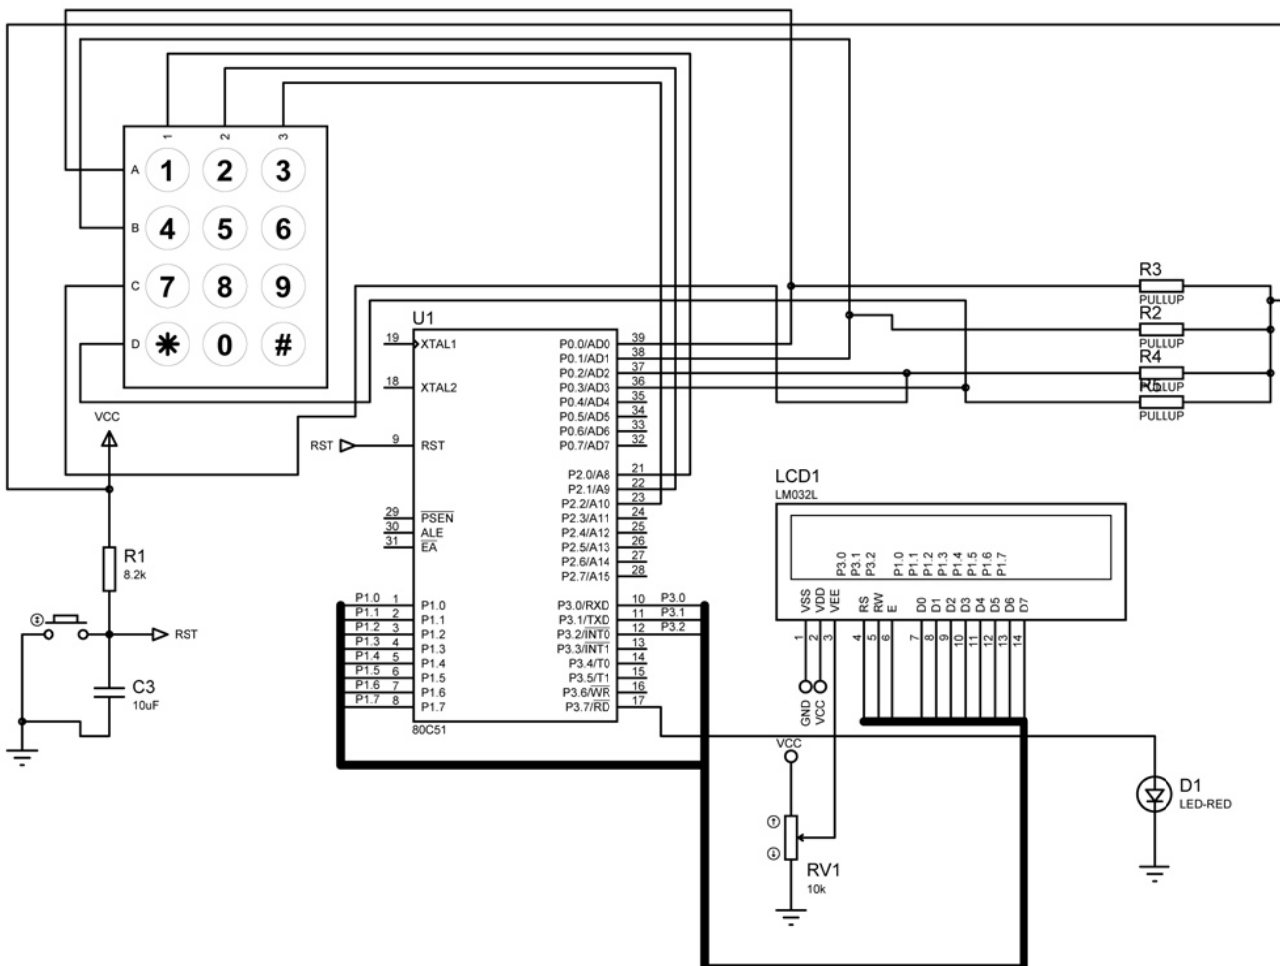 1 2 3
A 1 2 3
B 4 5 6
C 7 8 9
D * 0 #
VCC
R1
8.2k
RST
C3
10uF
U1
19 XTAL1
18 XTAL2
RST 9 RST
29 PSEN
30 ALE
31 EA
P1.0 1 P1.0
P1.1 2 P1.1
P1.2 3 P1.2
P1.3 4 P1.3
P1.4 5 P1.4
P1.5 6 P1.5
P1.6 7 P1.6
P1.7 8 P1.7
P0.0/AD0 39
P0.1/AD1 38
P0.2/AD2 37
P0.3/AD3 36
P0.4/AD4 35
P0.5/AD5 34
P0.6/AD6 33
P0.7/AD7 32
P2.0/A8 21
P2.1/A9 22
P2.2/A10 23
P2.3/A11 24
P2.4/A12 25
P2.5/A13 26
P2.6/A14 27
P2.7/A15 28
P3.0/RXD 10 P3.0
P3.1/TXD 11 P3.1
P3.2/INT0 12 P3.2
P3.3/INT1 13
P3.4/T0 14
P3.5/T1 15
P3.6/WR 16
P3.7/RD 17
80C51
R3
PULLUP
R2
PULLUP
R4
PULLUP
R5
PULLUP
LCD1
LM032L
P3.0 P3.1 P3.2 P1.0 P1.1 P1.2 P1.3 P1.4 P1.5 P1.6 P1.7
VSS VDD VEE RS RW E D0 D1 D2 D3 D4 D5 D6 D7
1 2 3 4 5 6 7 8 9 10 11 12 13 14
GND VCC
VCC
RV1
10k
D1
LED-RED